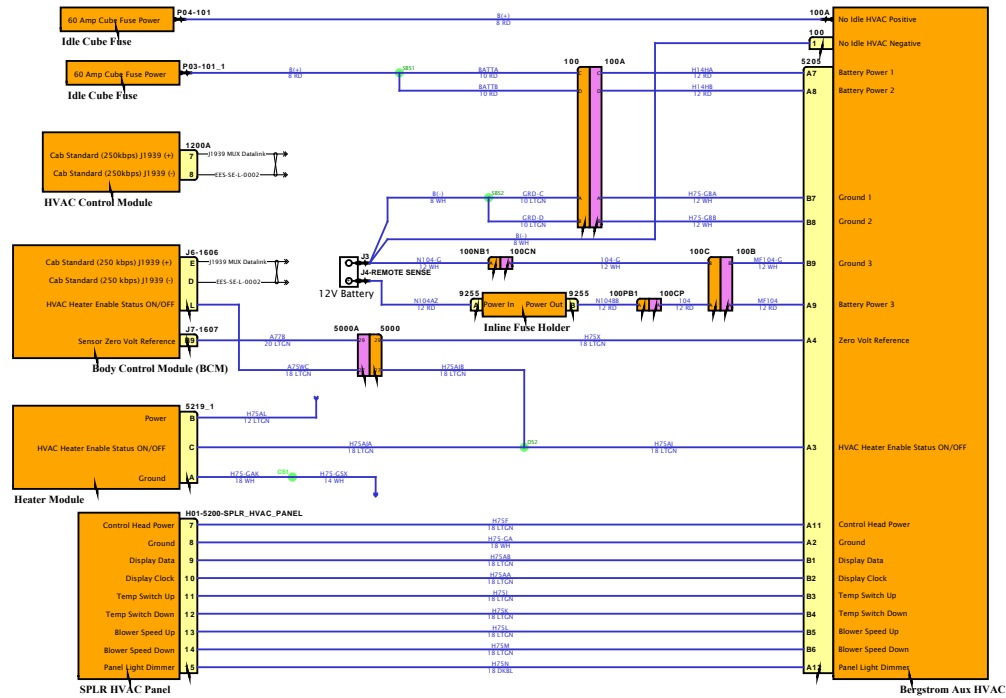 P04-101
60 Amp Cube Fuse Power
Idle Cube Fuse
B(+)
8 RD
100A
No Idle HVAC Positive
100
1
No Idle HVAC Negative
P03-101_1
60 Amp Cube Fuse Power
Idle Cube Fuse
B(+)
8 RD
SBS1
BATTA
10 RD
BATTB
10 RD
100
100A
C
C
D
D
H14HA
12 RD
H14HB
12 RD
5205
A7
Battery Power 1
A8
Battery Power 2
1200A
Cab Standard (250kbps) J1939 (+)
7
J1939 MUX Datalink
Cab Standard (250kbps) J1939 (-)
8
EES-SE-L-0002
HVAC Control Module
B(-)
8 WH
SBS2
GRD-C
10 LTGN
GRD-D
10 LTGN
A
A
B
B
H75-GBA
12 WH
H75-GBB
12 WH
B7
Ground 1
B8
Ground 2
B(-)
8 WH
J6-1606
Cab Standard (250 kbps) J1939 (+)
E
J1939 MUX Datalink
Cab Standard (250 kbps) J1939 (-)
D
EES-SE-L-0002
HVAC Heater Enable Status ON/OFF
L
J3
J4-REMOTE SENSE
12V Battery
N104-G
12 WH
100NB1
100CN
104-G
12 WH
100C
100B
MF104-G
12 WH
B9
Ground 3
N104AZ
12 RD
9255
A
Power In
Power Out
9255
B
Inline Fuse Holder
N104BB
12 RD
100PB1
100CP
104
12 RD
MF104
12 RD
A9
Battery Power 3
J7-1607
Sensor Zero Volt Reference
B9
Body Control Module (BCM)
A77B
20 LTGN
A75WC
18 LTGN
5000A
5000
H75X
18 LTGN
H75AJB
18 LTGN
A4
Zero Volt Reference
5219_1
Power
B
H75AL
12 LTGN
HVAC Heater Enable Status ON/OFF
C
H75AJA
18 LTGN
DS2
H75AJ
18 LTGN
A3
HVAC Heater Enable Status ON/OFF
Ground
A
H75-GAK
18 WH
H75-GSX
14 WH
Heater Module
H01-5200-SPLR_HVAC_PANEL
Control Head Power
7
H75F
18 LTGN
A11
Control Head Power
Ground
8
H75-GA
18 WH
A2
Ground
Display Data
9
H75AB
18 LTGN
B1
Display Data
Display Clock
10
H75AA
18 LTGN
B2
Display Clock
Temp Switch Up
11
H75J
18 LTGN
B3
Temp Switch Up
Temp Switch Down
12
H75K
18 LTGN
B4
Temp Switch Down
Blower Speed Up
13
H75L
18 LTGN
B5
Blower Speed Up
Blower Speed Down
14
H75M
18 LTGN
B6
Blower Speed Down
Panel Light Dimmer
15
H75N
18 DKBL
A12
Panel Light Dimmer
SPLR HVAC Panel
Bergstrom Aux HVAC